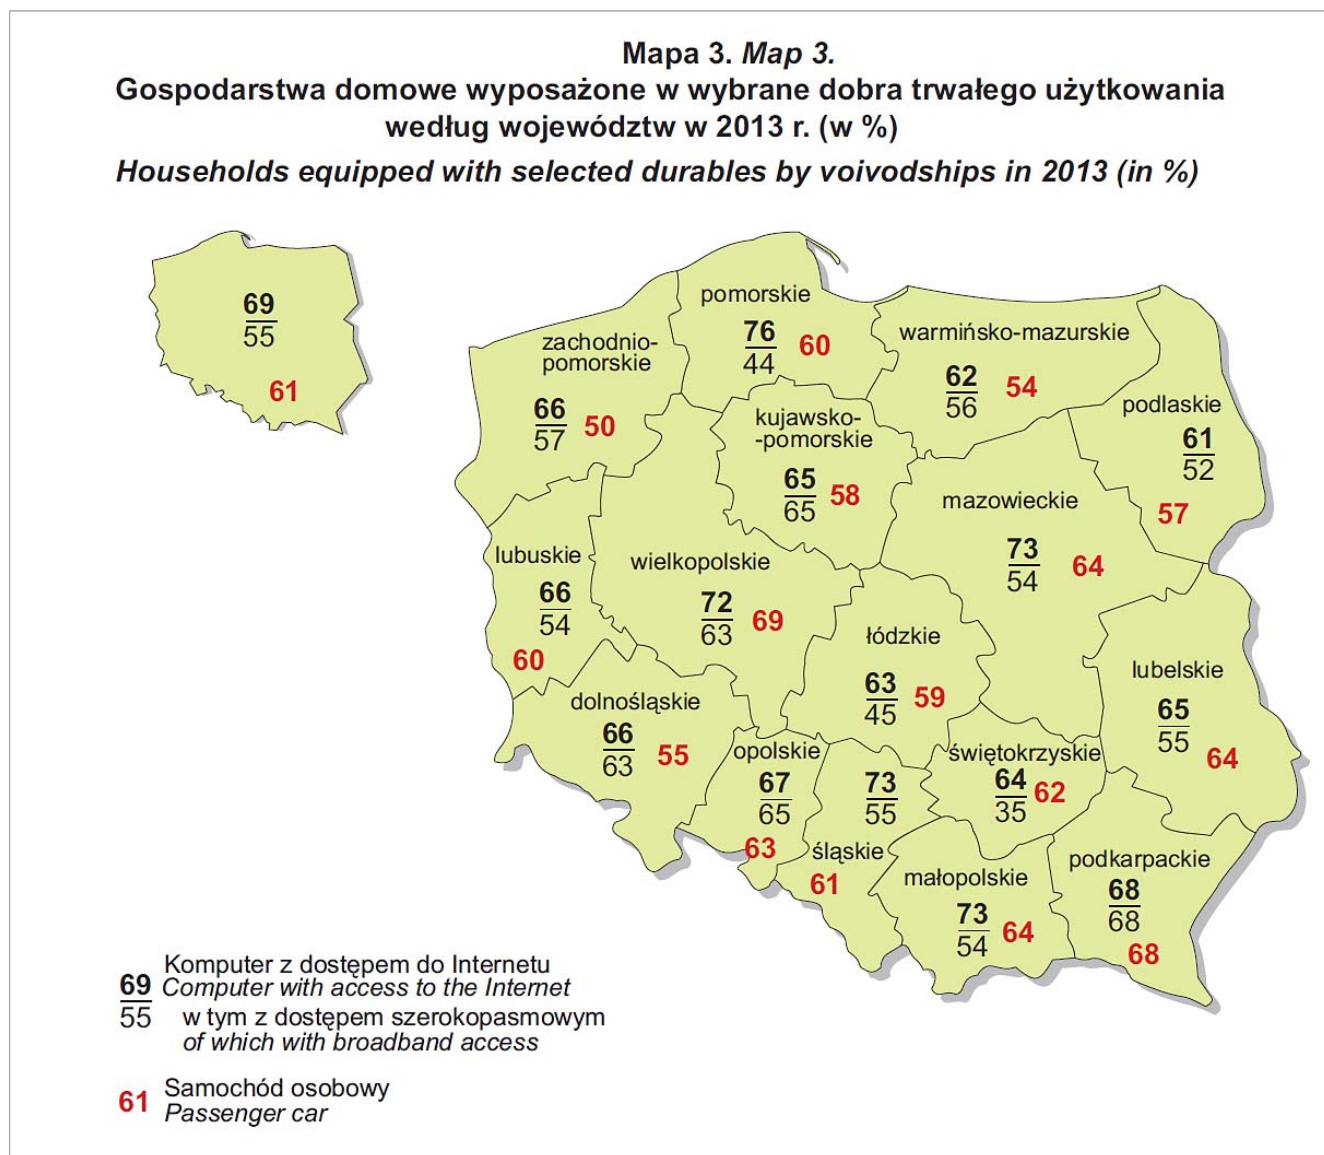 Mapa 3. Map 3.
Gospodarstwa domowe wyposażone w wybrane dobra trwałego użytkowania
według województw w 2013 r. (w %)
Households equipped with selected durables by voivodships in 2013 (in %)
69
55
61
pomorskie
76
44
60
zachodnio-
pomorskie
66
57
50
warmińsko-mazurskie
62
56
54
podlaskie
61
52
57
kujawsko-
-pomorskie
65
65
58
mazowieckie
73
54
64
lubuskie
66
54
60
wielkopolskie
72
63
69
łódzkie
63
45
59
lubelskie
65
55
64
dolnośląskie
66
63
55
opolskie
67
65
63
73
55
śląskie
61
świętokrzyskie
64
35
62
małopolskie
73
54
64
podkarpackie
68
68
68
Komputer z dostępem do Internetu
69 Computer with access to the Internet
55 w tym z dostępem szerokopasmowym
of which with broadband access
Samochód osobowy
61 Passenger car